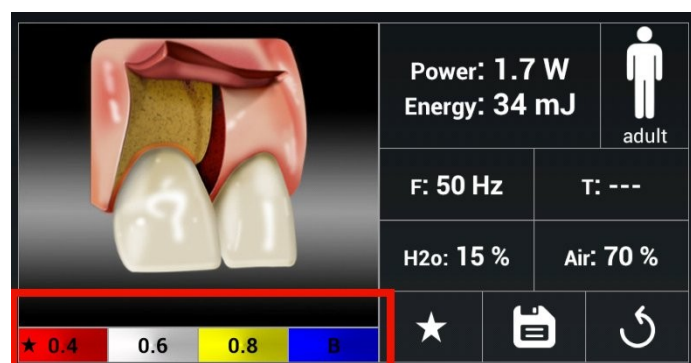 Power: 1.7 W
Energy: 34 mJ
adult
F: 50 Hz
T: ---
H2o: 15 %
Air: 70 %
★ 0.4
0.6
0.8
B